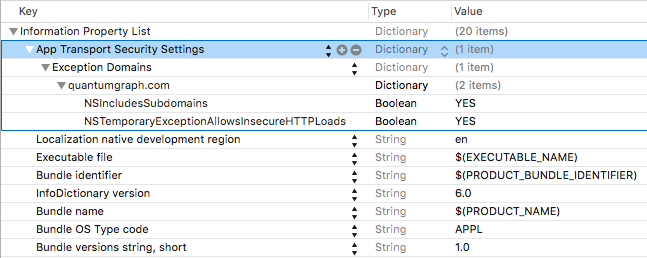 Key Type Value
Information Property List Dictionary (20 items)
App Transport Security Settings Dictionary (1 item)
Exception Domains Dictionary (1 item)
quantumgraph.com Dictionary (2 items)
NSIncludesSubdomains Boolean YES
NSTemporaryExceptionAllowsInsecureHTTPLoads Boolean YES
Localization native development region String en
Executable file String $(EXECUTABLE_NAME)
Bundle identifier String $(PRODUCT_BUNDLE_IDENTIFIER)
InfoDictionary version String 6.0
Bundle name String $(PRODUCT_NAME)
Bundle OS Type code String APPL
Bundle versions string, short String 1.0